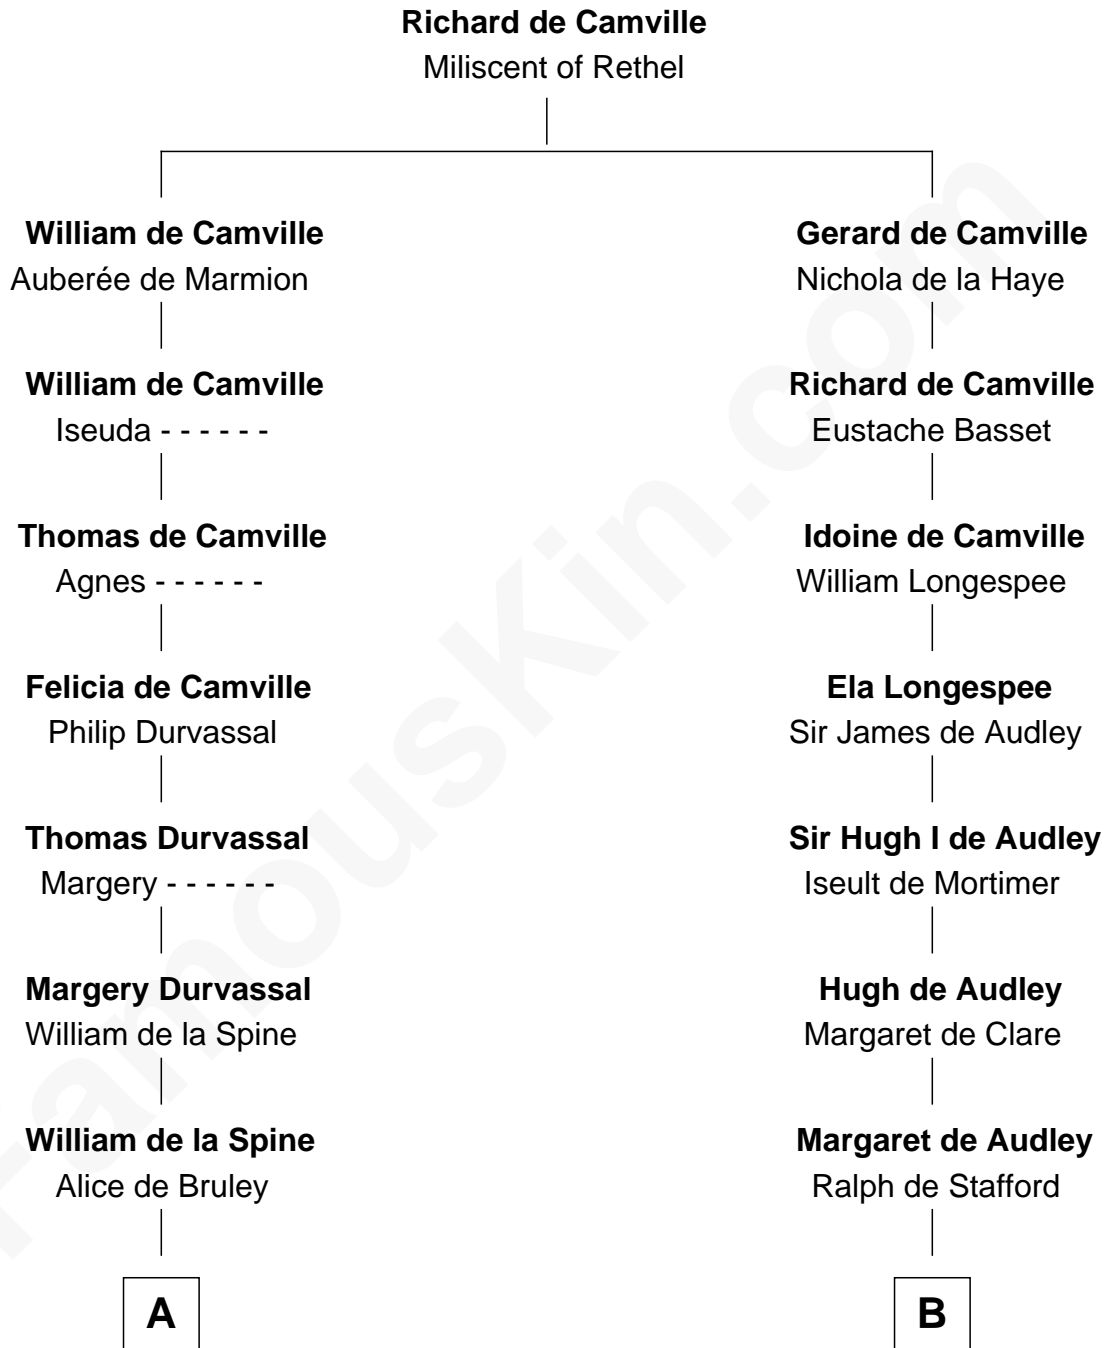 Richard de Camville
Miliscent of Rethel
William de Camville
Auberée de Marmion
Gerard de Camville
Nichola de la Haye
William de Camville
Iseuda - - - - - -
Richard de Camville
Eustache Basset
Thomas de Camville
Agnes - - - - - -
Idoine de Camville
William Longespee
Felicia de Camville
Philip Durvassal
Ela Longespee
Sir James de Audley
Thomas Durvassal
Margery - - - - - -
Sir Hugh I de Audley
Iseult de Mortimer
Margery Durvassal
William de la Spine
Hugh de Audley
Margaret de Clare
William de la Spine
Alice de Bruley
Margaret de Audley
Ralph de Stafford
A
B
FamousKin.com